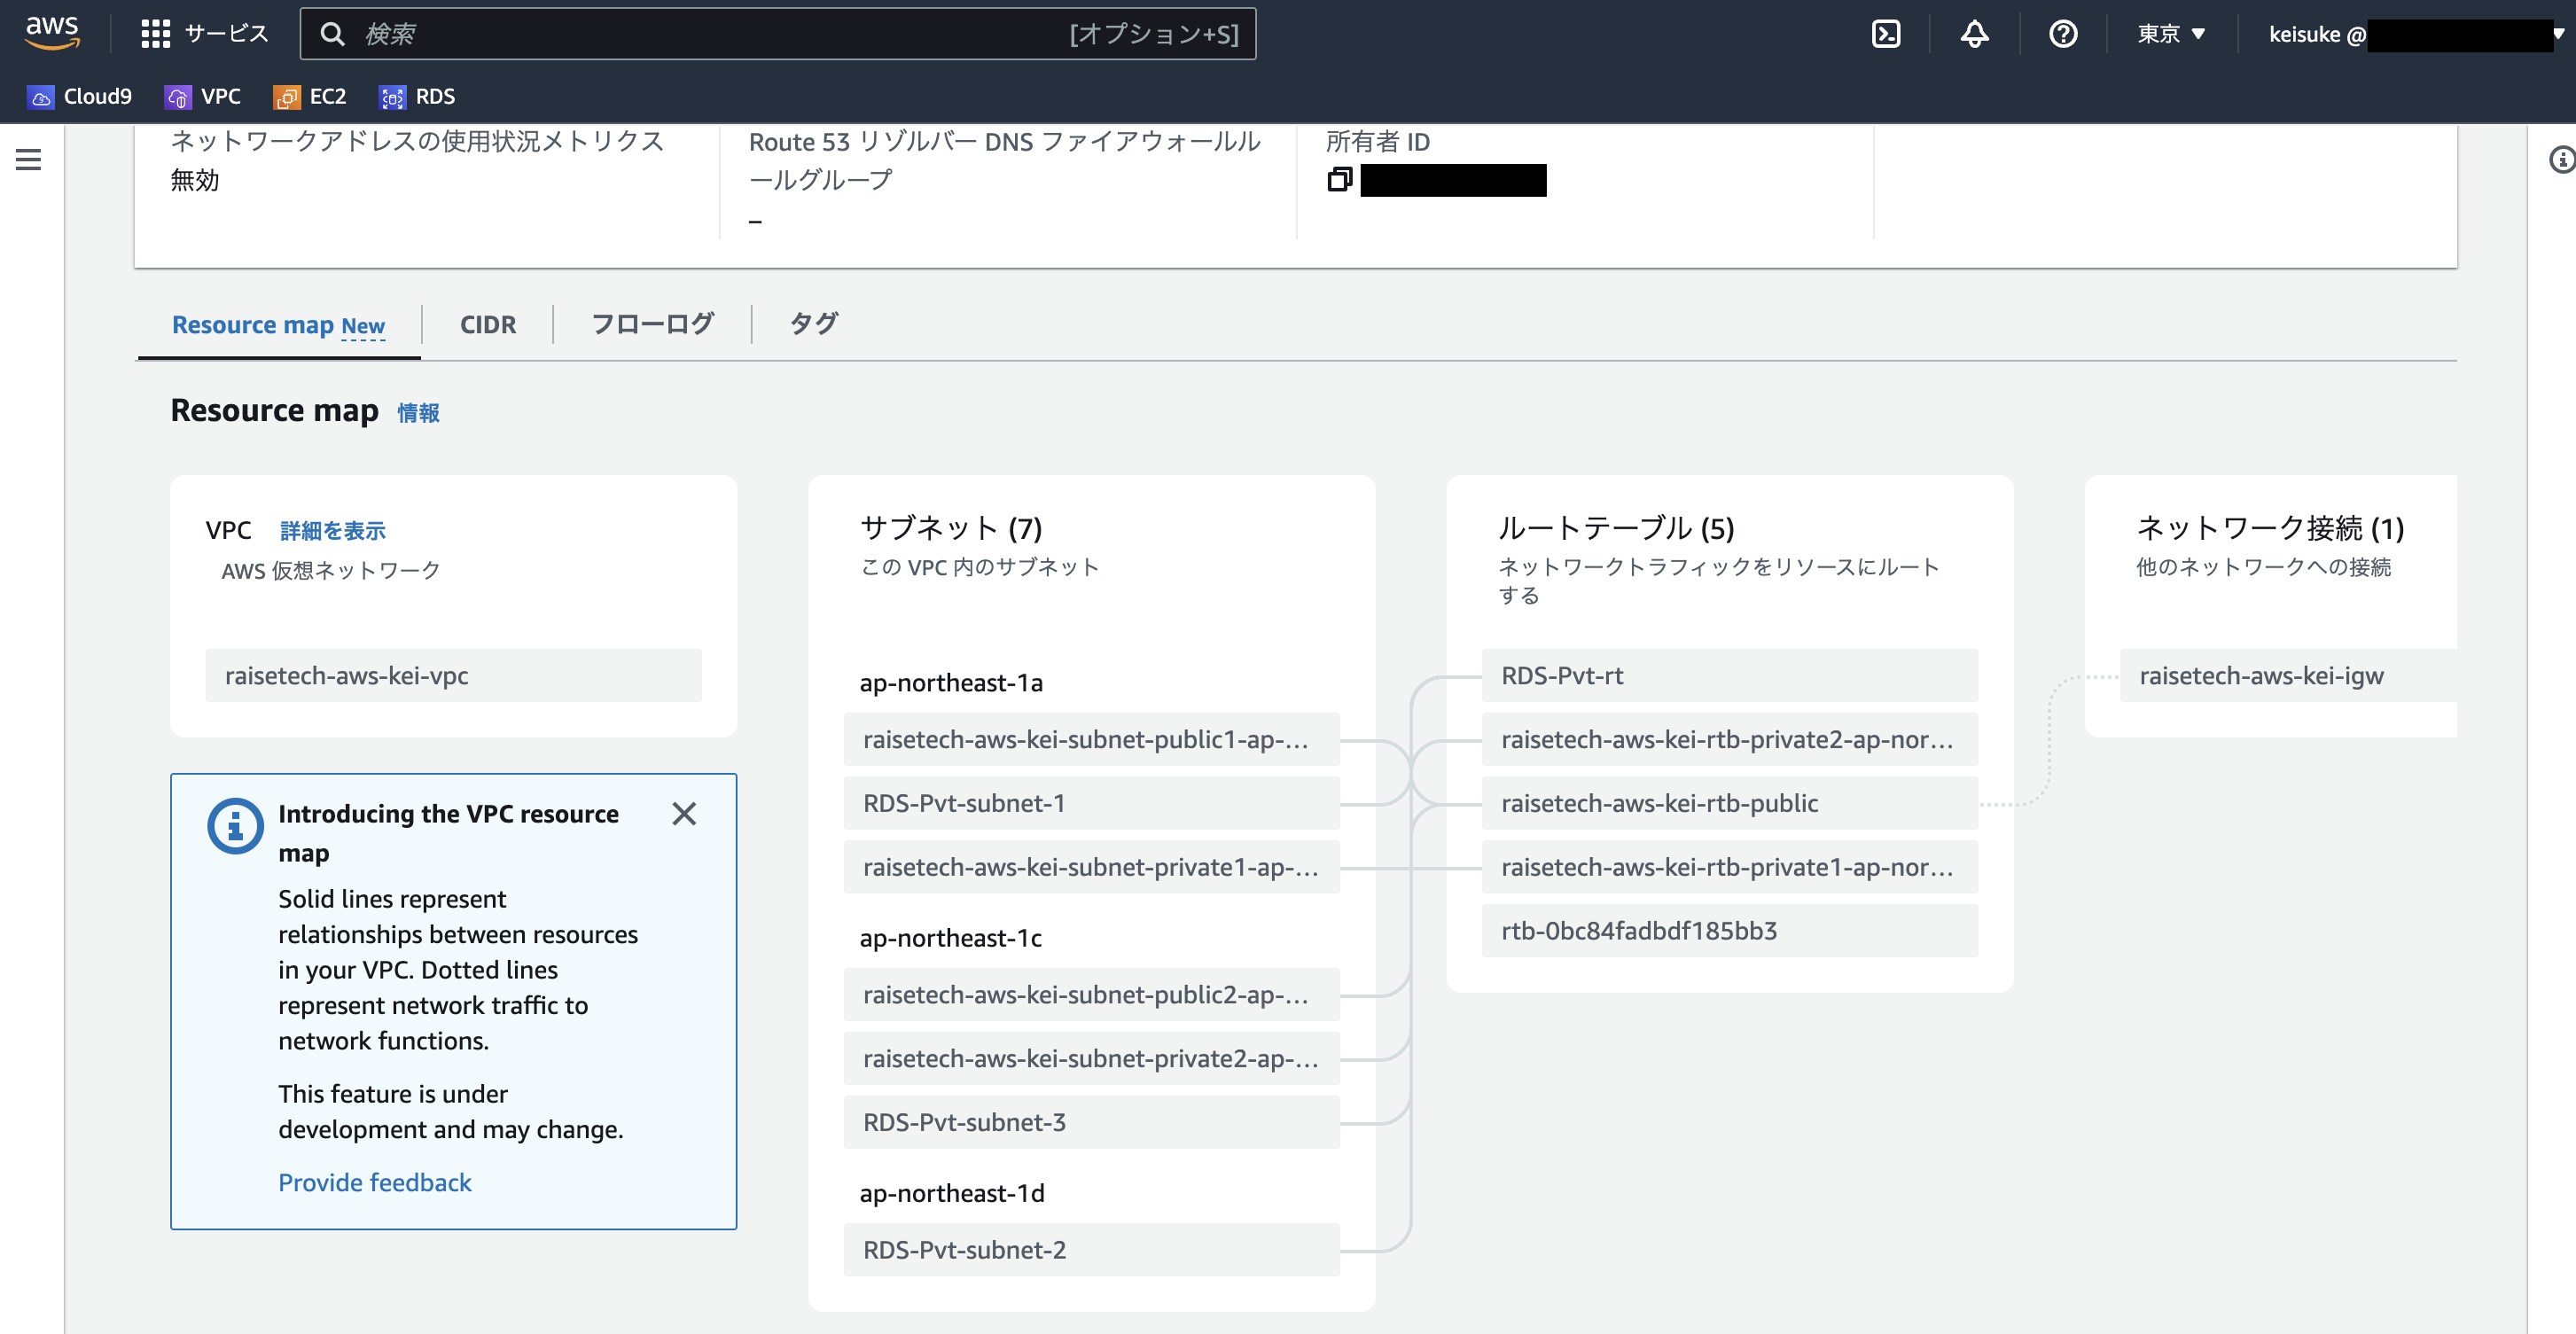 aws
サービス
検索
[オプション+S]
東京
keisuke @
Cloud9
VPC
EC2
RDS
ネットワークアドレスの使用状況メトリクス
無効
Route 53 リゾルバー DNS ファイアウォールル
ールグループ
–
所有者 ID
Resource map New
CIDR
フローログ
タグ
Resource map 情報
VPC 詳細を表示
AWS 仮想ネットワーク
raisetech-aws-kei-vpc
Introducing the VPC resource
map
Solid lines represent
relationships between resources
in your VPC. Dotted lines
represent network traffic to
network functions.
This feature is under
development and may change.
Provide feedback
サブネット (7)
この VPC 内のサブネット
ap-northeast-1a
raisetech-aws-kei-subnet-public1-ap-...
RDS-Pvt-subnet-1
raisetech-aws-kei-subnet-private1-ap-...
ap-northeast-1c
raisetech-aws-kei-subnet-public2-ap-...
raisetech-aws-kei-subnet-private2-ap-...
RDS-Pvt-subnet-3
ap-northeast-1d
RDS-Pvt-subnet-2
ルートテーブル (5)
ネットワークトラフィックをリソースにルート
する
RDS-Pvt-rt
raisetech-aws-kei-rtb-private2-ap-nor...
raisetech-aws-kei-rtb-public
raisetech-aws-kei-rtb-private1-ap-nor...
rtb-0bc84fadbdf185bb3
ネットワーク接続 (1)
他のネットワークへの接続
raisetech-aws-kei-igw